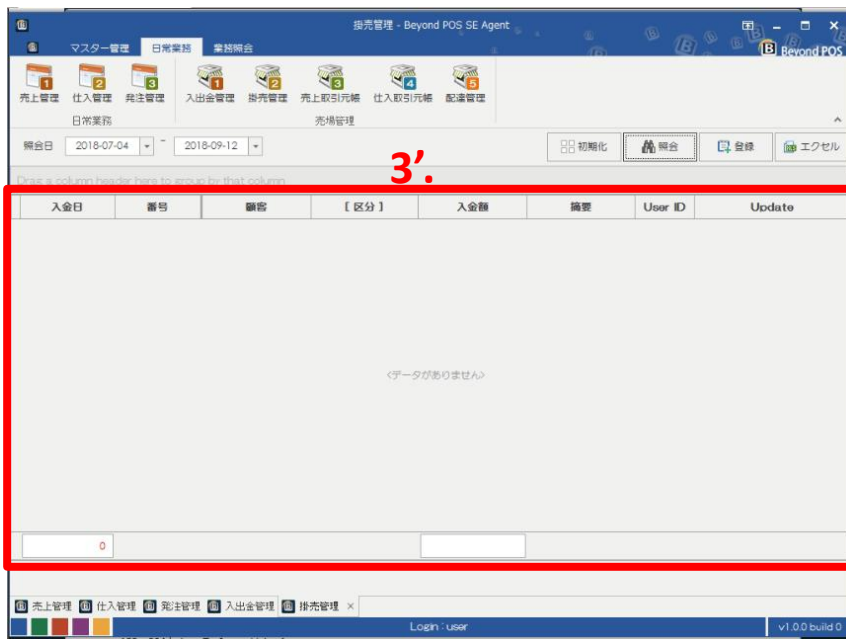 掛売管理 - Beyond POS SE Agent
マスター管理 日常業務 業務照会
Beyond POS
売上管理 仕入管理 発注管理 入出金管理 掛売管理 売上取引元帳 仕入取引元帳 配達管理
日常業務 売場管理
照会日 2018-07-04 ~ 2018-09-12 初期化 照会 登録 エクセル
3′.
Drag a column header here to group by that column
入金日 番号 顧客 [ 区分 ] 入金額 摘要 User ID Update
<データがありません>
0
売上管理 仕入管理 発注管理 入出金管理 掛売管理 ×
Login : user v1.0.0 build 0